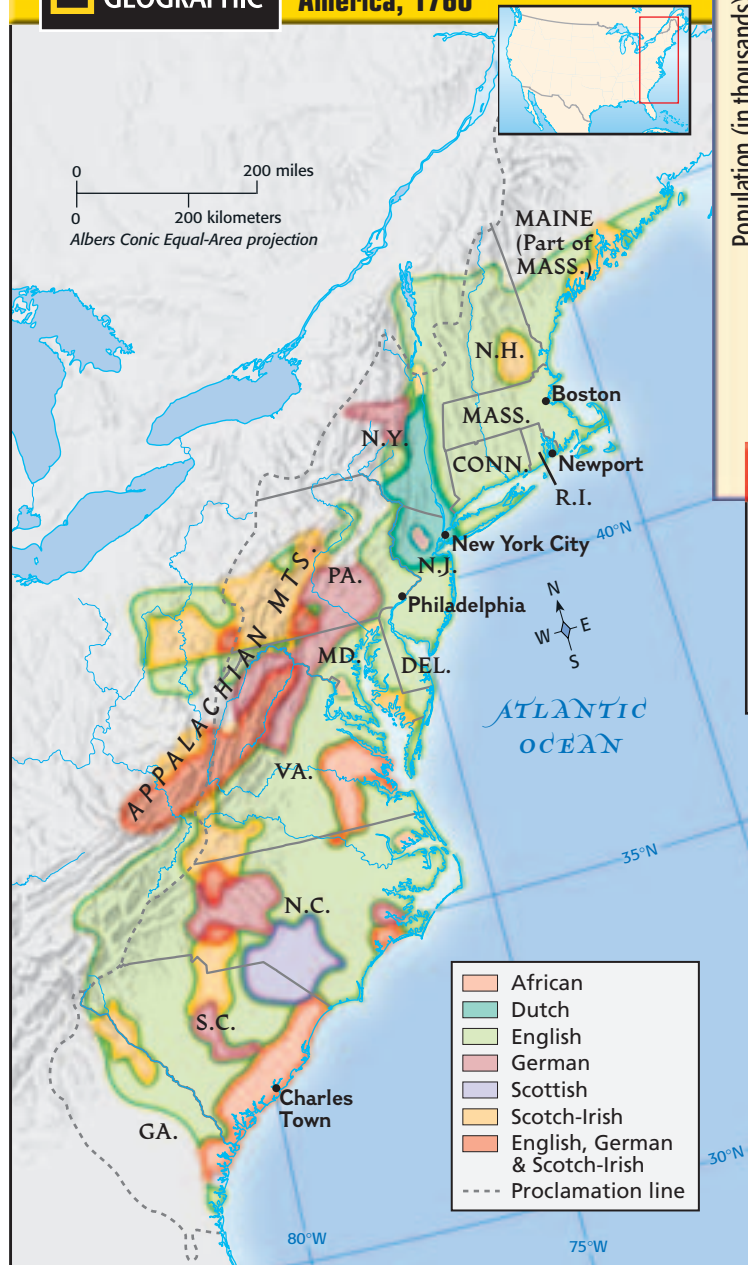 GEOGRAPHIC
America, 1760
Population (in thousands)
0 200 miles
0 200 kilometers
Albers Conic Equal-Area projection
MAINE
(Part of
MASS.)
N.H.
Boston
MASS.
N.Y.
CONN.
Newport
R.I.
40°N
New York City
N.J.
PA.
Philadelphia
N
W E
S
APPALACHIAN MTS.
MD.
DEL.
ATLANTIC
OCEAN
VA.
35°N
N.C.
S.C.
Charles
Town
GA.
African
Dutch
English
German
Scottish
Scotch-Irish
English, German
& Scotch-Irish
Proclamation line
30°N
80°W
75°W